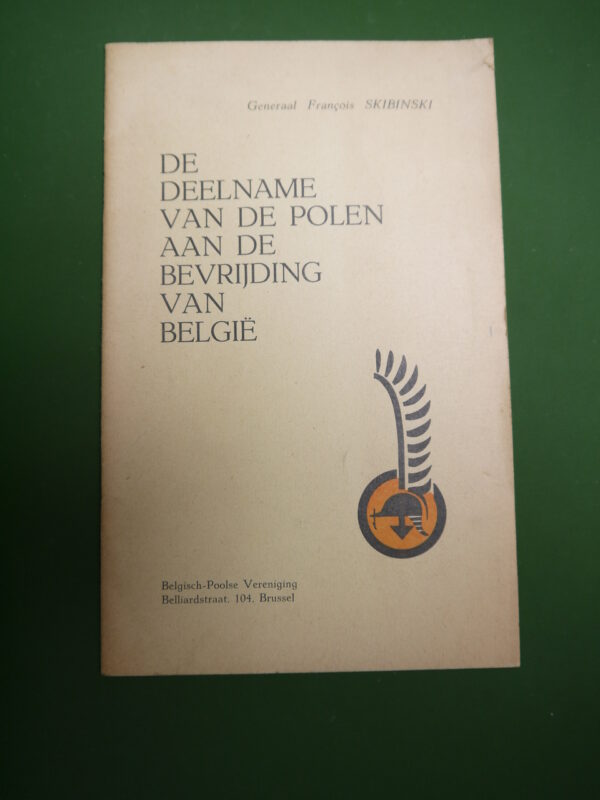 Generaal François SKIBINSKI
DE
DEELNAME
VAN DE POLEN
AAN DE
BEVRIJDING
VAN
BELGIË
Belgisch-Poolse Vereniging
Belliardstraat, 104, Brussel